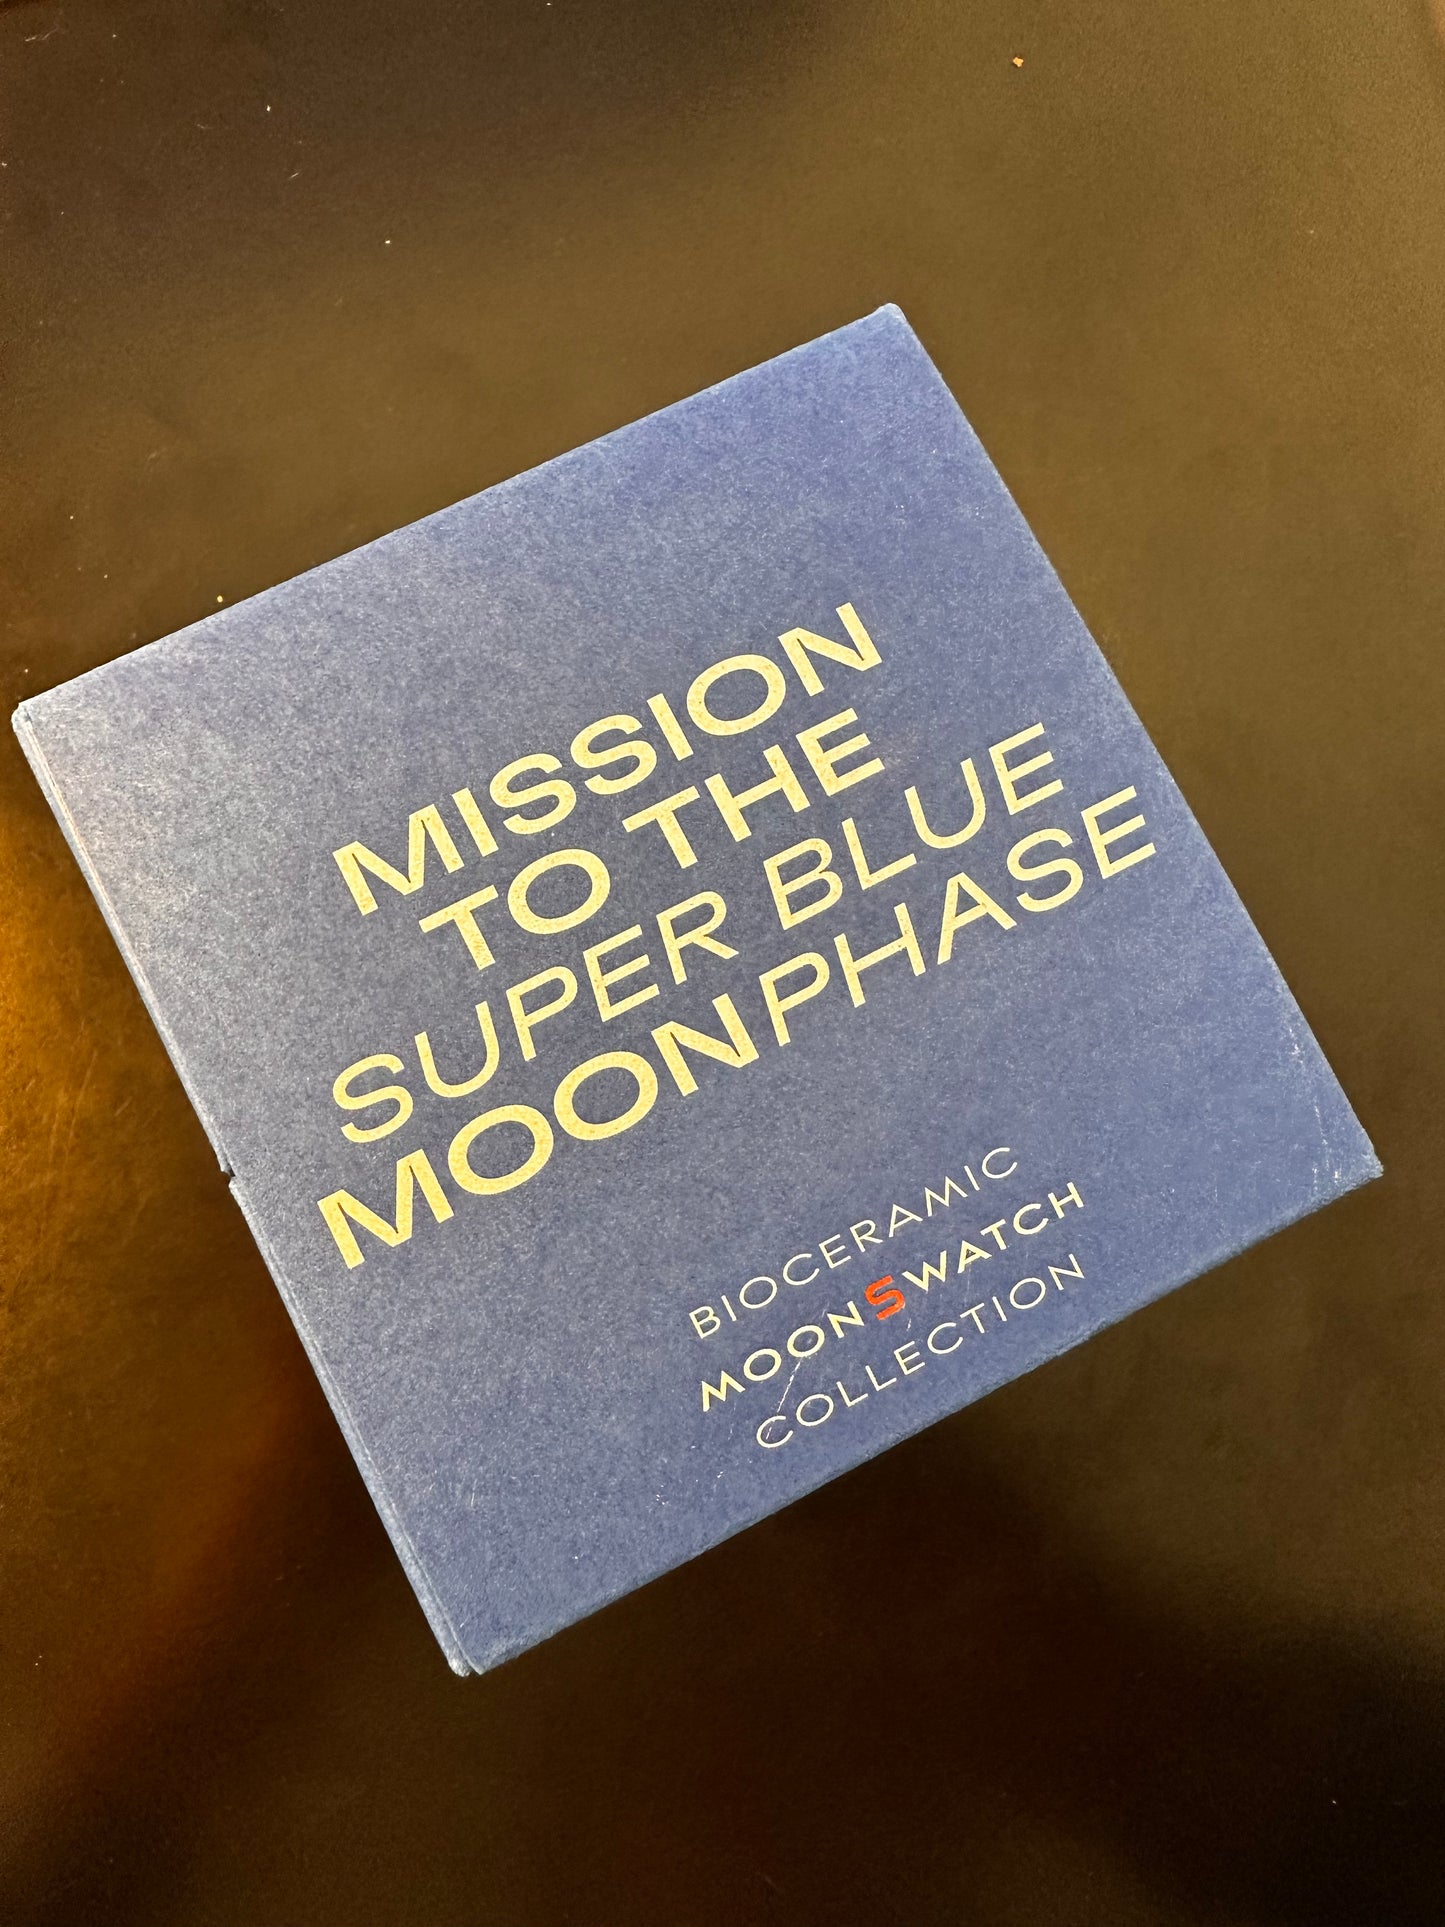 MISSION
TO THE
SUPER BLUE
MOONPHASE
BIOCERAMIC
MOONSWATCH
COLLECTION